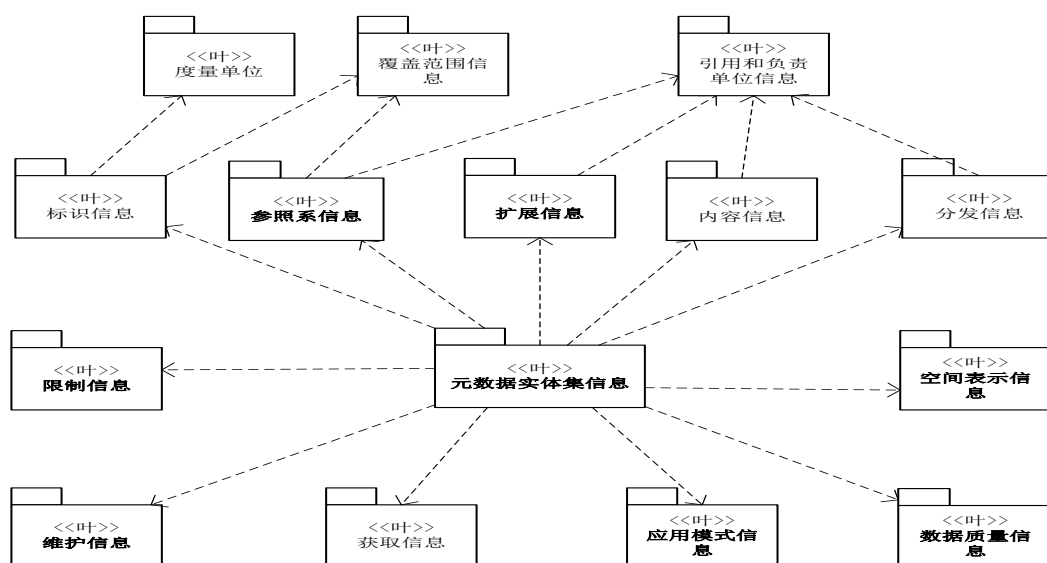 <<叶>>
度量单位
<<叶>>
覆盖范围信
息
<<叶>>
引用和负责
单位信息
<<叶>>
标识信息
<<叶>>
参照系信息
<<叶>>
扩展信息
<<叶>>
内容信息
<<叶>>
分发信息
<<叶>>
限制信息
<<叶>>
元数据实体集信息
<<叶>>
空间表示信
息
<<叶>>
维护信息
<<叶>>
获取信息
<<叶>>
应用模式信
息
<<叶>>
数据质量信
息